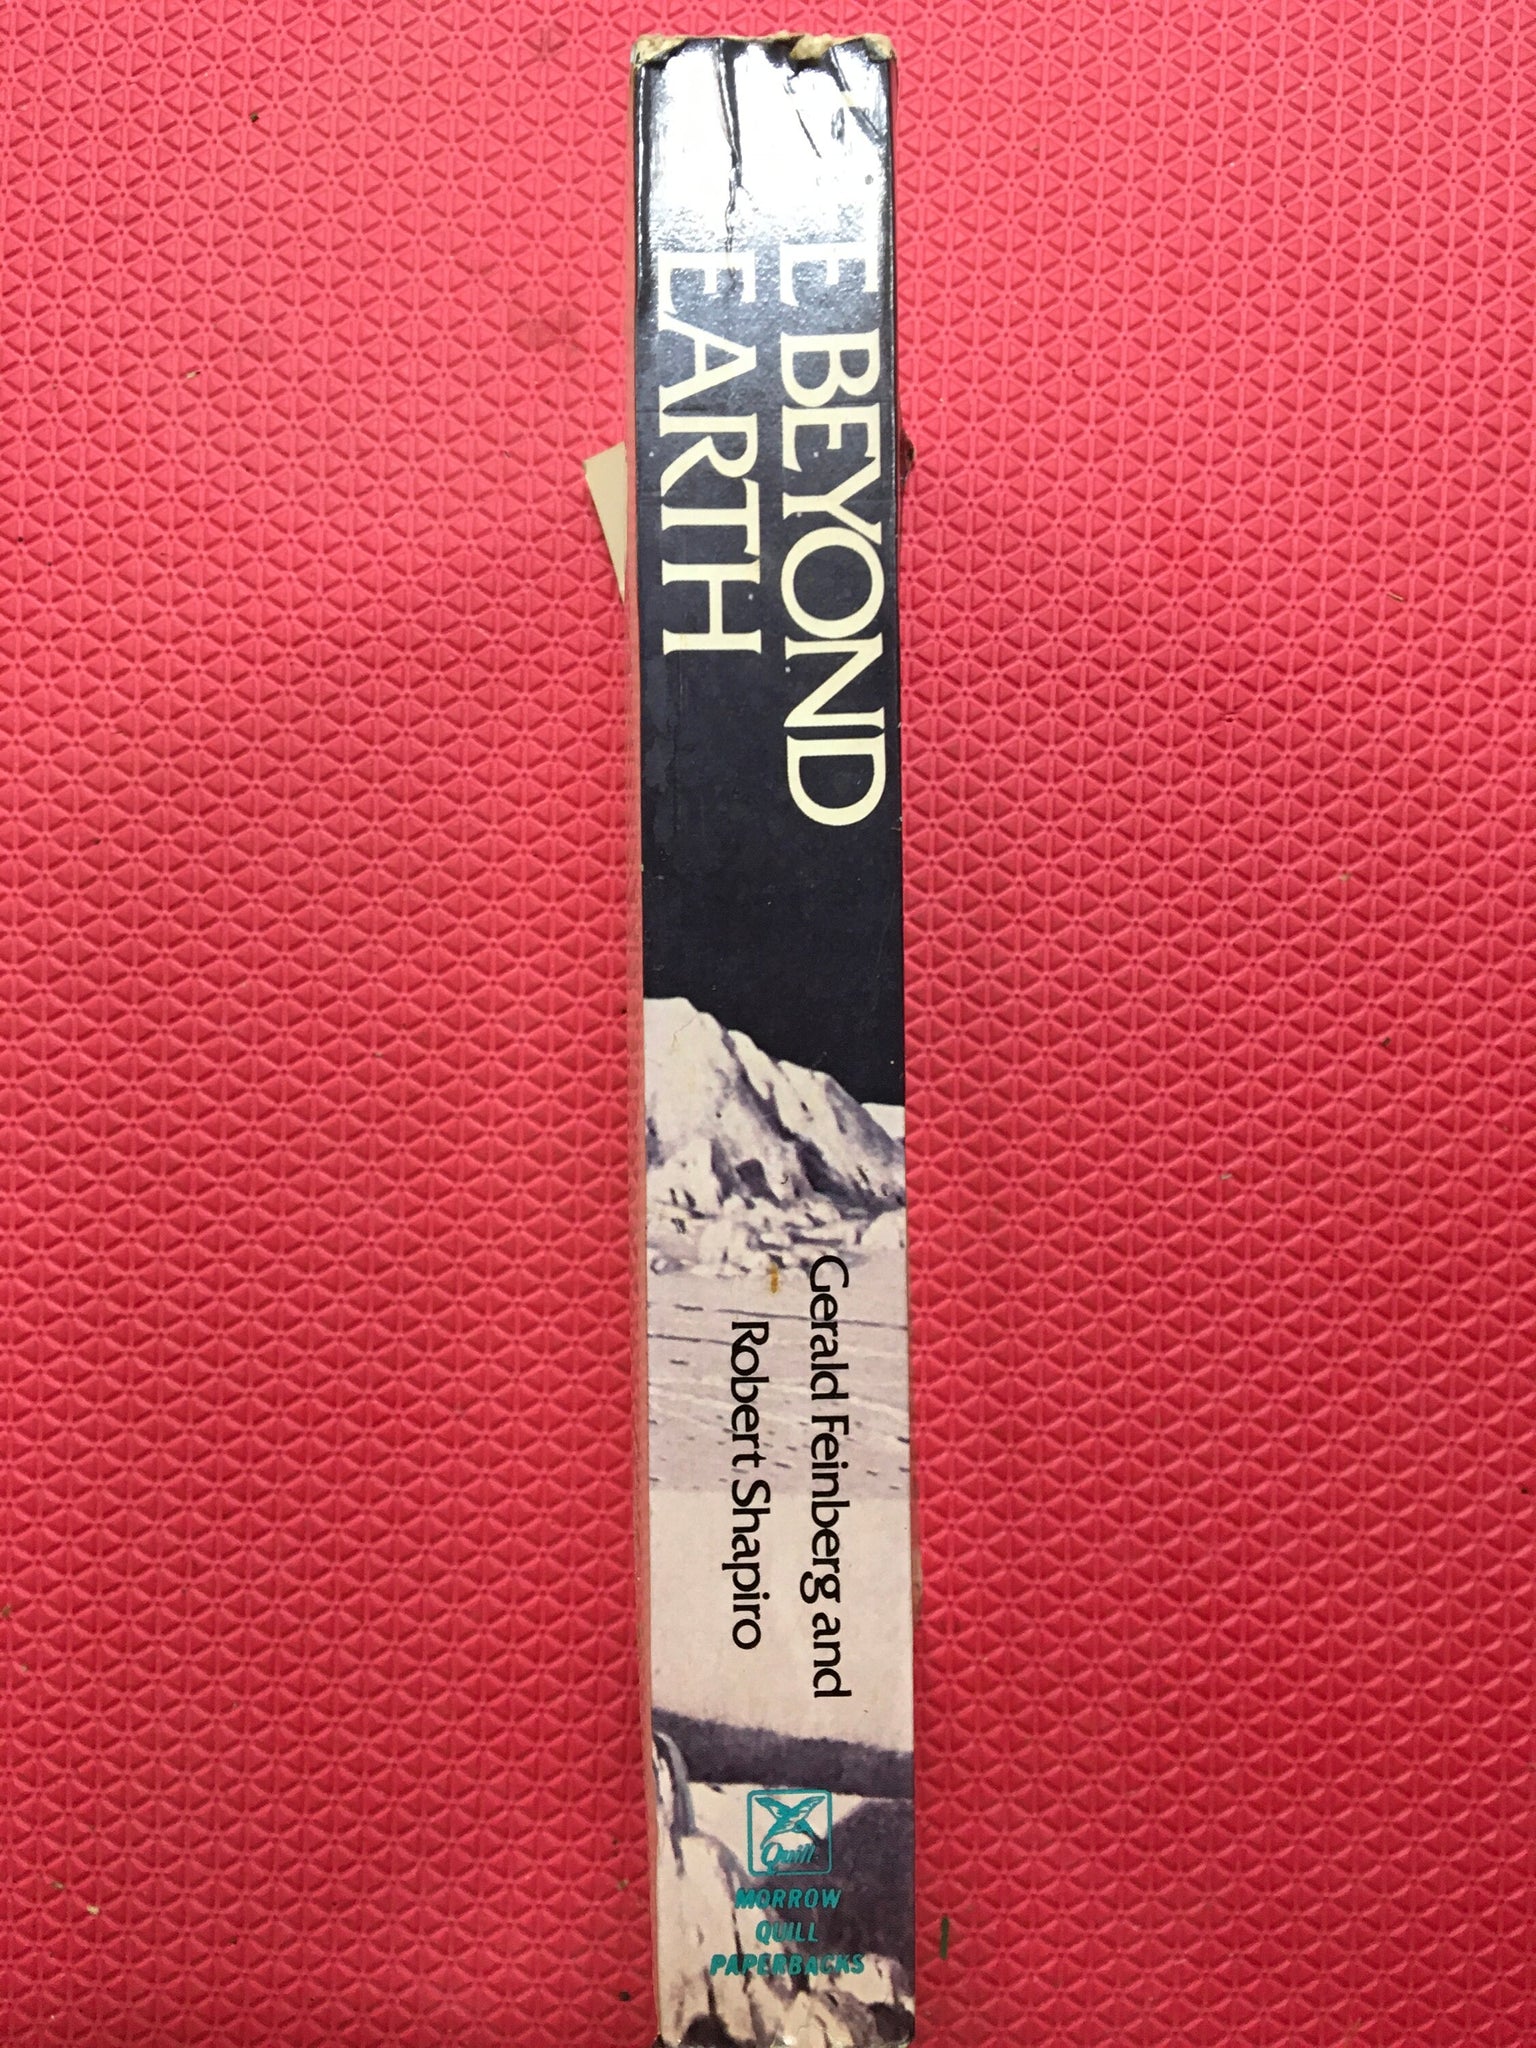 E BEYOND
EARTH
Gerald Feinberg and
Robert Shapiro
Quill
MORROW
QUILL
PAPERBACKS